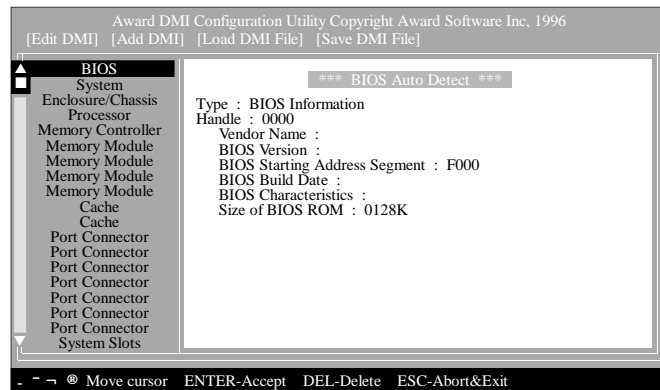 Award DMI Configuration Utility Copyright Award Software Inc, 1996
[Edit DMI] [Add DMI] [Load DMI File] [Save DMI File]
BIOS
System
Enclosure/Chassis
Processor
Memory Controller
Memory Module
Memory Module
Memory Module
Memory Module
Cache
Cache
Port Connector
Port Connector
Port Connector
Port Connector
Port Connector
Port Connector
Port Connector
System Slots
*** BIOS Auto Detect ***
Type : BIOS Information
Handle : 0000
Vendor Name :
BIOS Version :
BIOS Starting Address Segment : F000
BIOS Build Date :
BIOS Characteristics :
Size of BIOS ROM : 0128K
- ¯ ¬ ® Move cursor ENTER-Accept DEL-Delete ESC-Abort&Exit